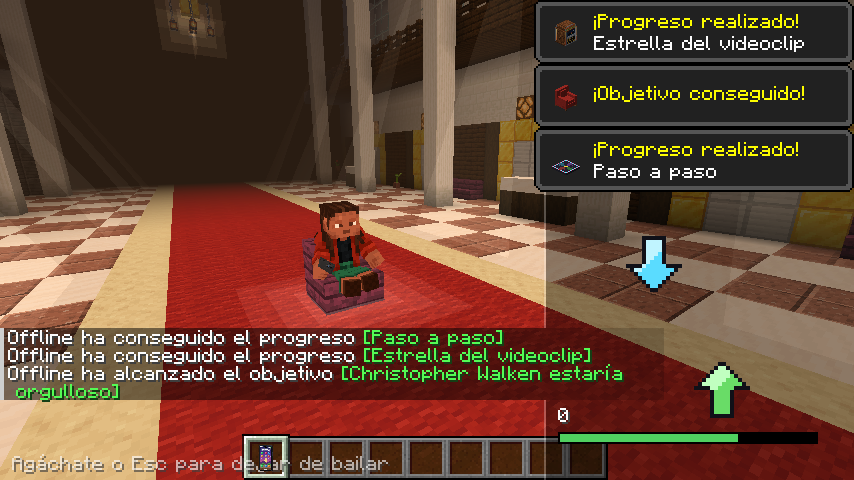 ¡Progreso realizado!
Estrella del videoclip
¡Objetivo conseguido!
¡Progreso realizado!
Paso a paso
Offline ha conseguido el progreso [Paso a paso]
Offline ha conseguido el progreso [Estrella del videoclip]
Offline ha alcanzado el objetivo [Christopher Walken estaría
orgulloso]
0
Agáchate o Esc para dejar de bailar